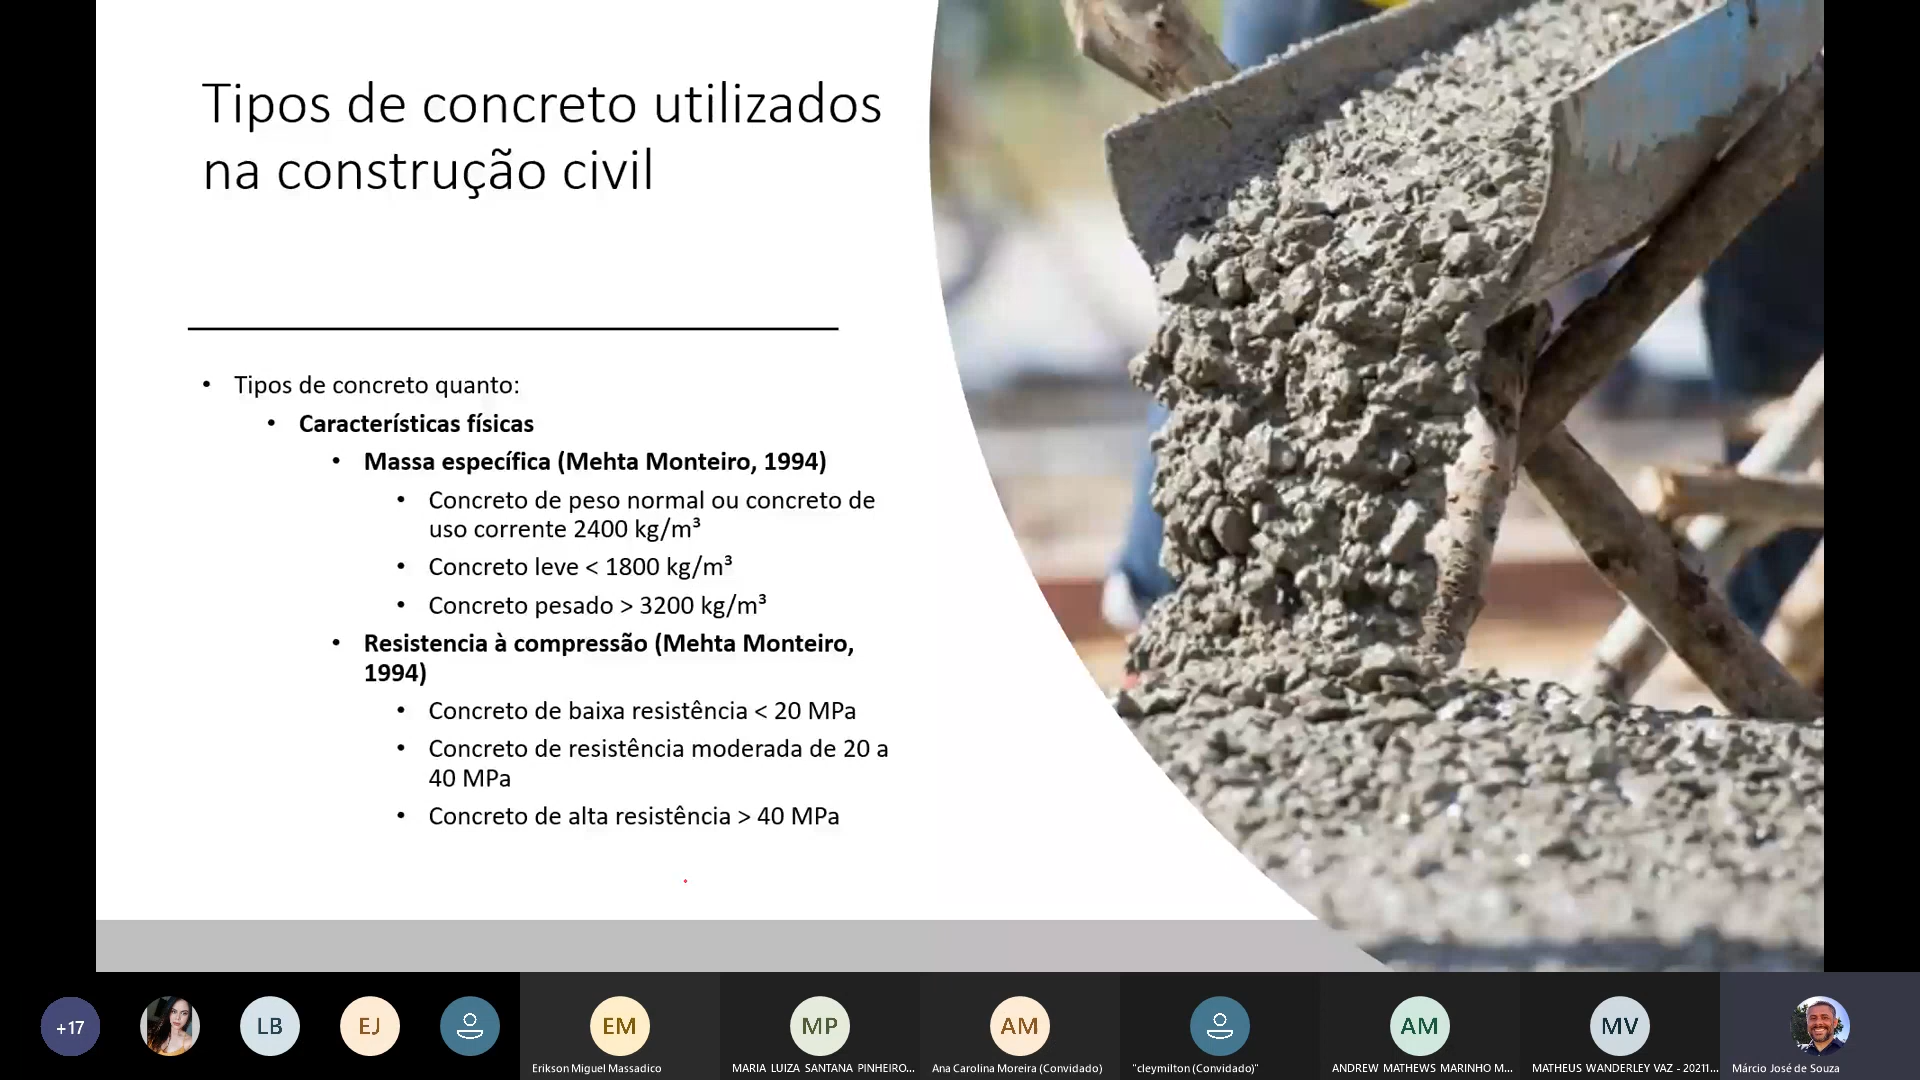 Tipos de concreto utilizados
na construção civil
• Tipos de concreto quanto:
• Características físicas
• Massa específica (Mehta Monteiro, 1994)
• Concreto de peso normal ou concreto de
uso corrente 2400 kg/m³
• Concreto leve < 1800 kg/m³
• Concreto pesado > 3200 kg/m³
• Resistencia à compressão (Mehta Monteiro,
1994)
• Concreto de baixa resistência < 20 MPa
• Concreto de resistência moderada de 20 a
40 MPa
• Concreto de alta resistência > 40 MPa
+17
LB
EJ
EM
MP
AM
AM
MV
Erikson Miguel Massadico
MARIA LUIZA SANTANA PINHEIRO...
Ana Carolina Moreira (Convidado)
"cleymilton (Convidado)"
ANDREW MATHEWS MARINHO M...
MATHEUS WANDERLEY VAZ - 20211...
Márcio José de Souza